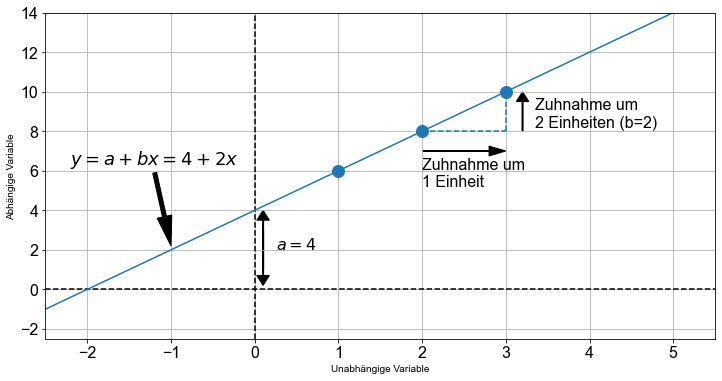 14
12
10
8
6
4
2
0
−2
Abhängige Variable
y = a + bx = 4 + 2x
a = 4
Zuhnahme um
2 Einheiten (b=2)
Zuhnahme um
1 Einheit
−2 −1 0 1 2 3 4 5
Unabhängige Variable